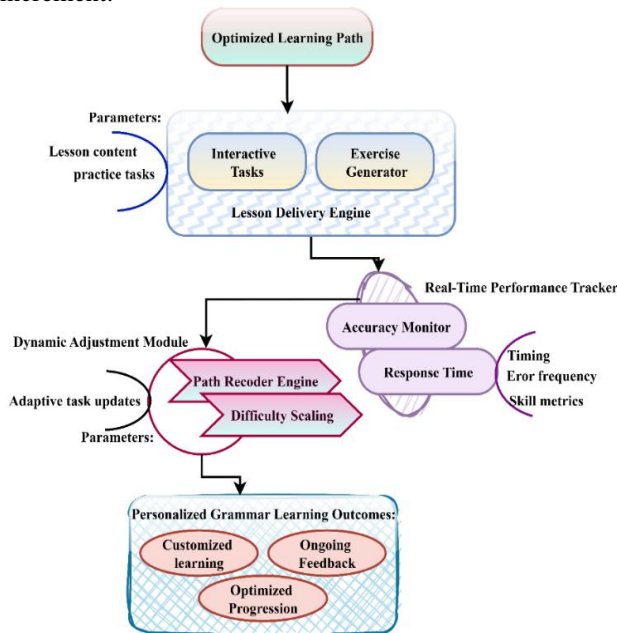 increment.
Optimized Learning Path
Parameters:
Lesson content
practice tasks
Interactive
Tasks
Exercise
Generator
Lesson Delivery Engine
Real-Time Performance Tracker
Accuracy Monitor
Response Time
Timing
Eror frequency
Skill metrics
Dynamic Adjustment Module
Path Recoder Engine
Difficulty Scaling
Adaptive task updates
Parameters:
Personalized Grammar Learning Outcomes:
Customized
learning
Ongoing
Feedback
Optimized
Progression